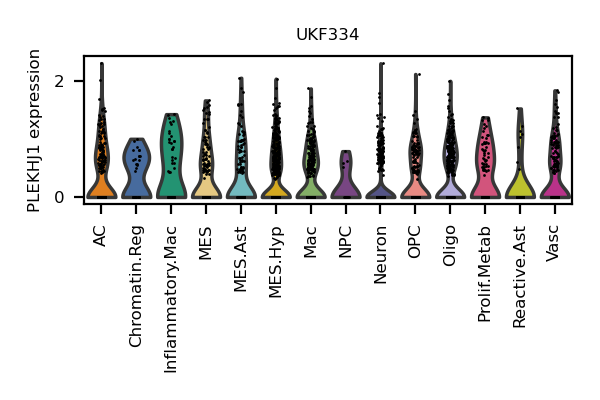 UKF334
PLEKHJ1 expression
2
0
AC
Chromatin.Reg
Inflammatory.Mac
MES
MES.Ast
MES.Hyp
Mac
NPC
Neuron
OPC
Oligo
Prolif.Metab
Reactive.Ast
Vasc